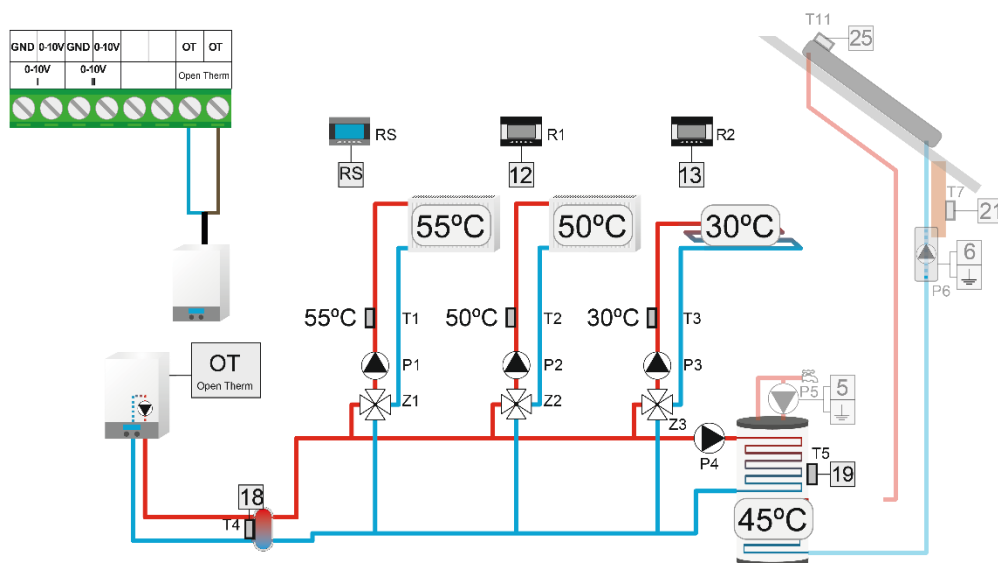 GND 0-10V GND 0-10V OT OT
0-10V I 0-10V II Open Therm
T11 25
RS R1 R2
RS 12 13
55ºC 50ºC 30ºC
T7 21
6
P6
55ºC T1 50ºC T2 30ºC T3
OT
Open Therm
P1 P2 P3
P5 5
Z1 Z2 Z3
P4
T5 19
18
T4
45ºC